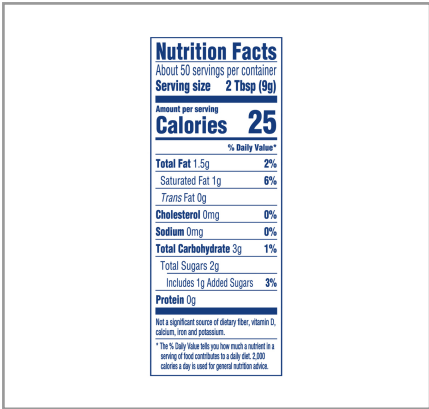 Nutrition Facts
About 50 servings per container
Serving size 2 Tbsp (9g)
Amount per serving
Calories 25
% Daily Value*
Total Fat 1.5g 2%
Saturated Fat 1g 6%
Trans Fat 0g
Cholesterol 0mg 0%
Sodium 0mg 0%
Total Carbohydrate 3g 1%
Total Sugars 2g
Includes 1g Added Sugars 3%
Protein 0g
Not a significant source of dietary fiber, vitamin D,
calcium, iron and potassium.
* The % Daily Value tells you how much a nutrient in a
serving of food contributes to a daily diet. 2,000
calories a day is used for general nutrition advice.